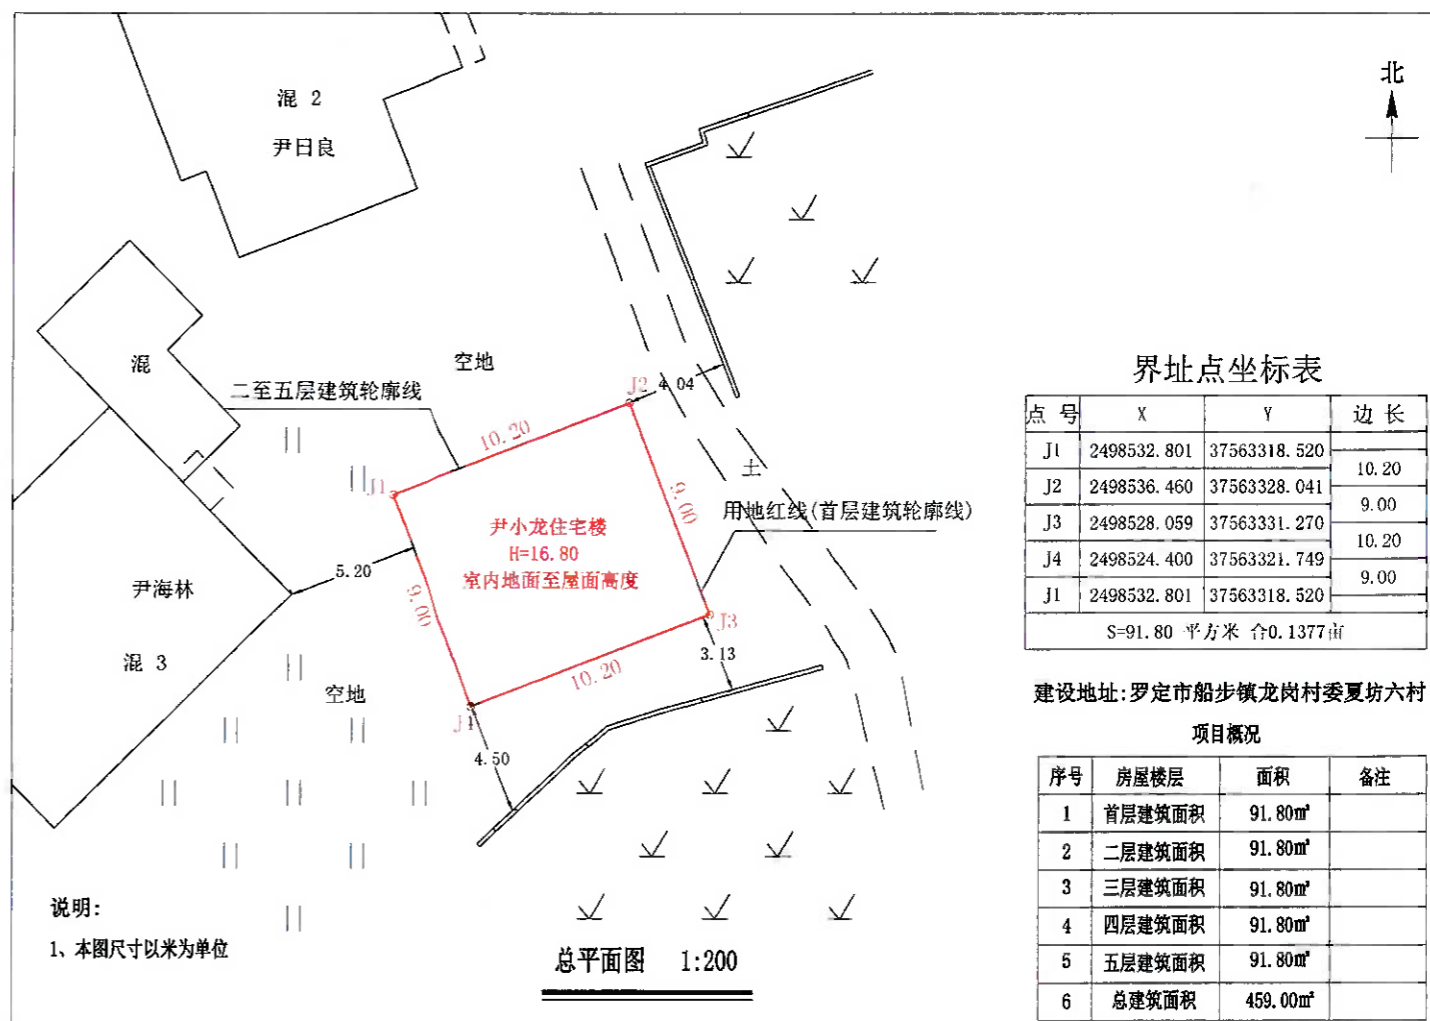 混 2
尹日良
北
混
空地
二至五层建筑轮廓线
J2
4.04
10.20
J1
土
9.00
用地红线(首层建筑轮廓线)
尹小龙住宅楼
H=16.80
室内地面至屋面高度
5.20
9.00
尹海林
混 3
空地
J3
3.13
10.20
J4
4.50
说明:
1、本图尺寸以米为单位
总平面图 1:200
界址点坐标表
点 号 X Y 边 长
J1 2498532.801 37563318.520
10.20
J2 2498536.460 37563328.041
9.00
J3 2498528.059 37563331.270
10.20
J4 2498524.400 37563321.749
9.00
J1 2498532.801 37563318.520
S=91.80 平方米 合0.1377亩
建设地址:罗定市船步镇龙岗村委夏坊六村
项目概况
序号 房屋楼层 面积 备注
1 首层建筑面积 91.80㎡
2 二层建筑面积 91.80㎡
3 三层建筑面积 91.80㎡
4 四层建筑面积 91.80㎡
5 五层建筑面积 91.80㎡
6 总建筑面积 459.00㎡